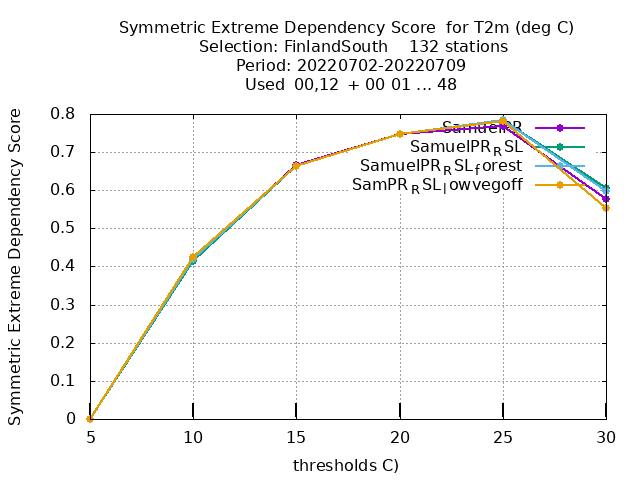 Symmetric Extreme Dependency Score  for T2m (deg C)
Selection: FinlandSouth    132 stations
Period: 20220702-20220709
Used  00,12  + 00 01 ... 48
Symmetric Extreme Dependency Score
0.8
0.7
0.6
0.5
0.4
0.3
0.2
0.1
0
SamuelPR
SamuelPR_RSL
SamuelPR_RSL_forest
SamPR_RSL_lowvegoff
5 10 15 20 25 30
thresholds C)